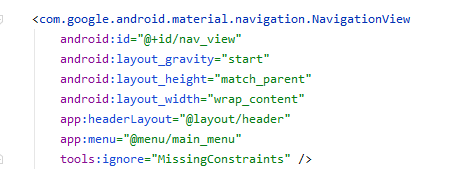 <com.google.android.material.navigation.NavigationView
android:id="@+id/nav_view"
android:layout_gravity="start"
android:layout_height="match_parent"
android:layout_width="wrap_content"
app:headerLayout="@layout/header"
app:menu="@menu/main_menu"
tools:ignore="MissingConstraints" />